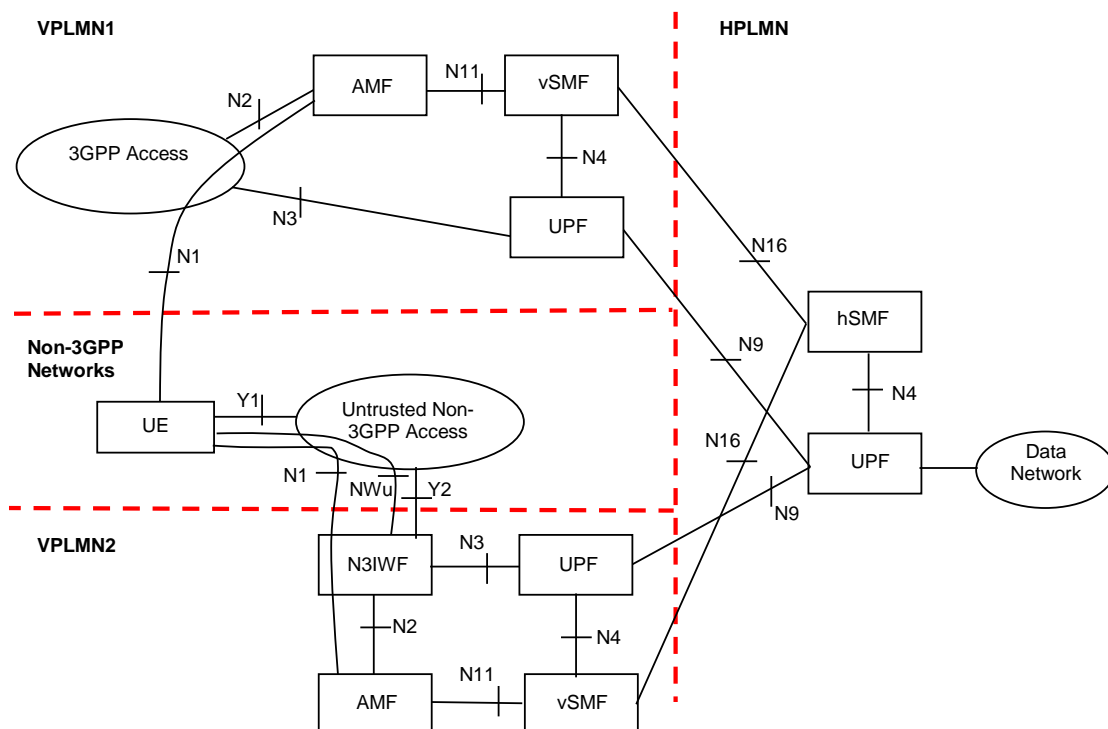 VPLMN1
HPLMN
N11
AMF
vSMF
N2
3GPP Access
N4
N3
UPF
N1
N16
hSMF
Non-3GPP
Networks
N9
N4
Y1
Untrusted Non-
3GPP Access
UE
N16
UPF
Data
Network
N1
NWu
Y2
N9
VPLMN2
N3
N3IWF
UPF
N2
N4
N11
AMF
vSMF